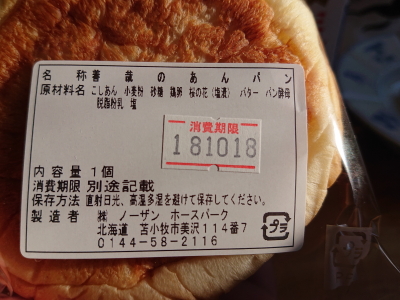 名 称 善 蔵 の あ ん パ ン
原材料名 こしあん 小麦粉 砂糖 鶏卵 桜の花(塩漬) バター パン酵母
脱脂粉乳 塩
消費期限
181018
内 容 量 1個
消費期限 別途記載
保存方法 直射日光、高温多湿を避けて保存してください。
製 造 者 ㈱ ノーザン ホースパーク
北海道 苫小牧市美沢114番7
0144-58-2116
プラ